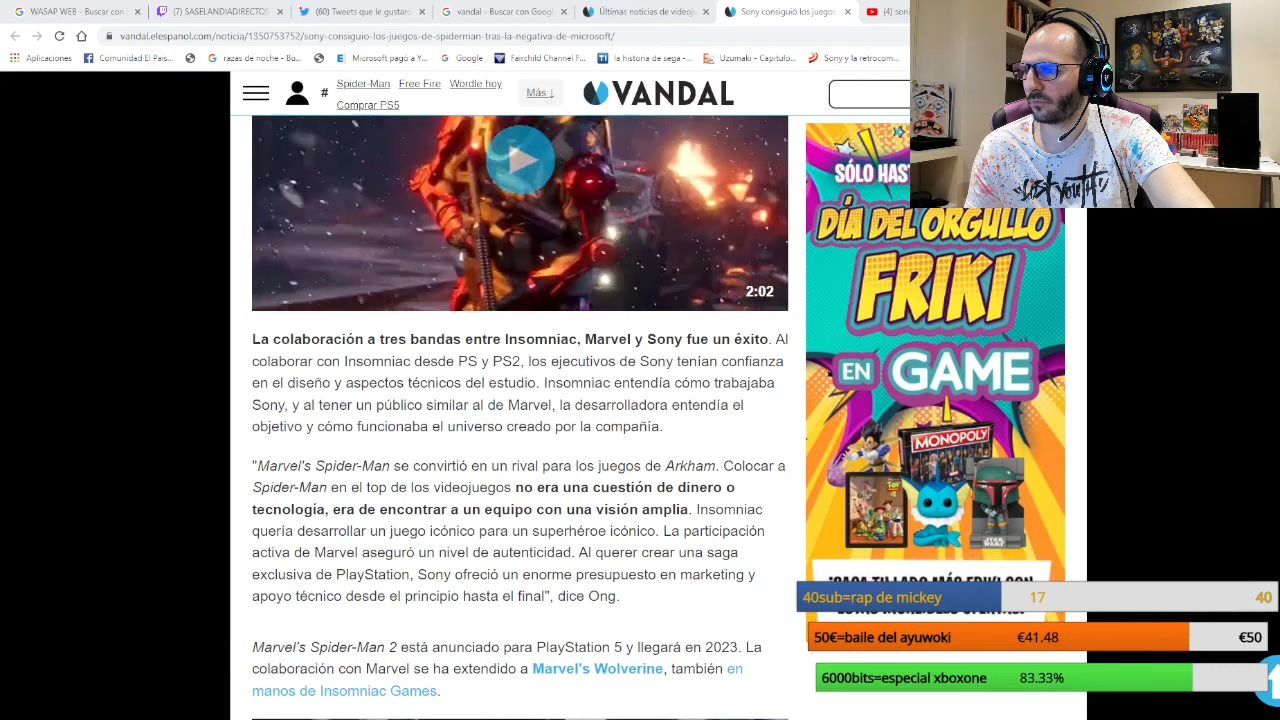 WASAP WEB - Buscar con
(7) SASELANDIADIRECTOS
(60) Tweets que le gustaro
vandal - Buscar con Googl
Últimas noticias de videoj
Sony consiguió los juegos
(4) soni
vandal.elespanol.com/noticia/1350753752/sony-consiguio-los-juegos-de-spiderman-tras-la-negativa-de-microsoft/
Aplicaciones
Comunidad El Pais...
razas de noche - Bu...
Microsoft pagó a Y...
Google
Fairchild Channel F...
la historia de sega -...
Uzumaki - Capitulo...
Sony y la retrocom...
# Spider-Man Free Fire Wordle hoy
Comprar PS5
Más ↓
VANDAL
2:02
La colaboración a tres bandas entre Insomniac, Marvel y Sony fue un éxito. Al
colaborar con Insomniac desde PS y PS2, los ejecutivos de Sony tenían confianza
en el diseño y aspectos técnicos del estudio. Insomniac entendía cómo trabajaba
Sony, y al tener un público similar al de Marvel, la desarrolladora entendía el
objetivo y cómo funcionaba el universo creado por la compañía.
"Marvel's Spider-Man se convirtió en un rival para los juegos de Arkham. Colocar a
Spider-Man en el top de los videojuegos no era una cuestión de dinero o
tecnología, era de encontrar a un equipo con una visión amplia. Insomniac
quería desarrollar un juego icónico para un superhéroe icónico. La participación
activa de Marvel aseguró un nivel de autenticidad. Al querer crear una saga
exclusiva de PlayStation, Sony ofreció un enorme presupuesto en marketing y
apoyo técnico desde el principio hasta el final", dice Ong.
Marvel's Spider-Man 2 está anunciado para PlayStation 5 y llegará en 2023. La
colaboración con Marvel se ha extendido a Marvel's Wolverine, también en
manos de Insomniac Games.
SÓLO HAST
DÍA DEL ORGULLO
FRIKI
EN GAME
MONOPOLY
STAR WARS
40sub=rap de mickey 17 40
50€=baile del ayuwoki €41.48 €50
6000bits=especial xboxone 83.33%